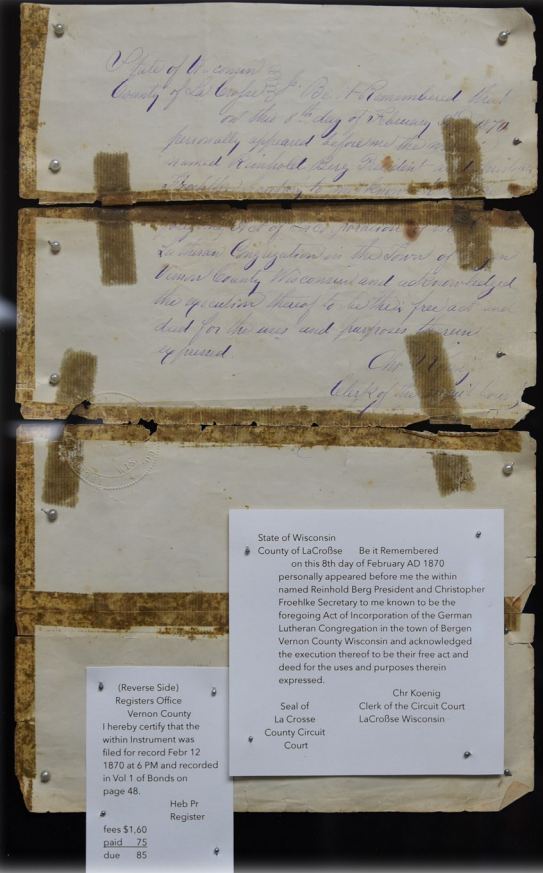 State of Wisconsin
County of La Croße } ss. Be it Remembered that
on this 8th day of February 1870
personally appeared before me the
named Reinhold Berg President
to me known
Act of Incorporation
Lutheran Congregation in the Town of
Vernon County Wisconsin and acknowledged
the execution thereof to be their free act and
deed for the uses and purposes therein
expressed.
Chr
Clerk of the
State of Wisconsin
County of LaCroßse Be it Remembered
on this 8th day of February AD 1870
personally appeared before me the within
named Reinhold Berg President and Christopher
Froehlke Secretary to me known to be the
foregoing Act of Incorporation of the German
Lutheran Congregation in the town of Bergen
Vernon County Wisconsin and acknowledged
the execution thereof to be their free act and
deed for the uses and purposes therein
expressed.
Chr Koenig
Seal of Clerk of the Circuit Court
La Crosse LaCroßse Wisconsin
County Circuit
Court
(Reverse Side)
Registers Office
Vernon County
I hereby certify that the
within Instrument was
filed for record Febr 12
1870 at 6 PM and recorded
in Vol 1 of Bonds on
page 48.
Heb Pr
Register
fees $1,60
paid 75
due 85